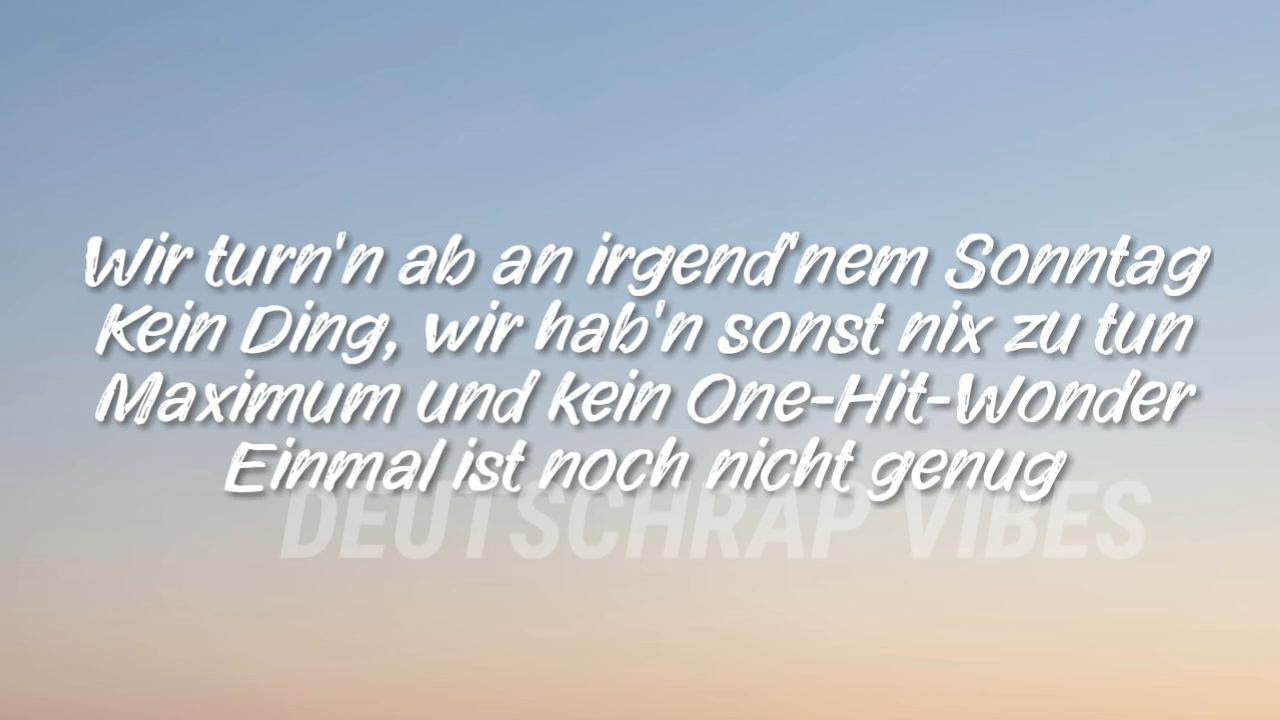 Wir turn'n ab an irgend'nem Sonntag
Kein Ding, wir hab'n sonst nix zu tun
Maximum und kein One-Hit-Wonder
Einmal ist noch nicht genug
DEUTSCHRAP VIBES